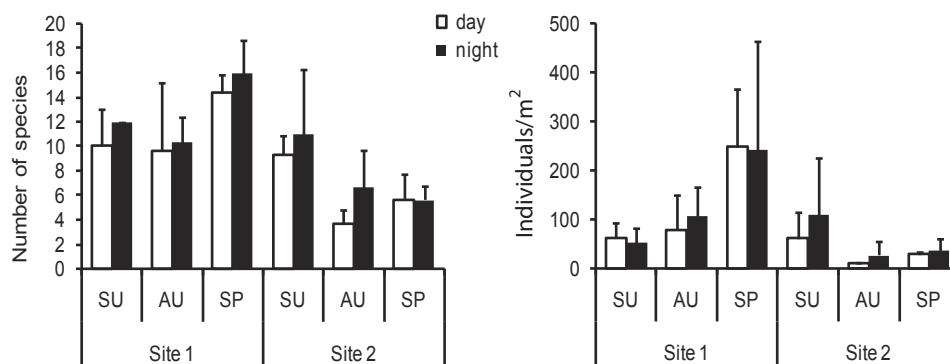 Number of species
20
18
16
14
12
10
8
6
4
2
0
SU AU SP SU AU SP
Site 1 Site 2
day
night
Individuals/m²
500
400
300
200
100
0
SU AU SP SU AU SP
Site 1 Site 2